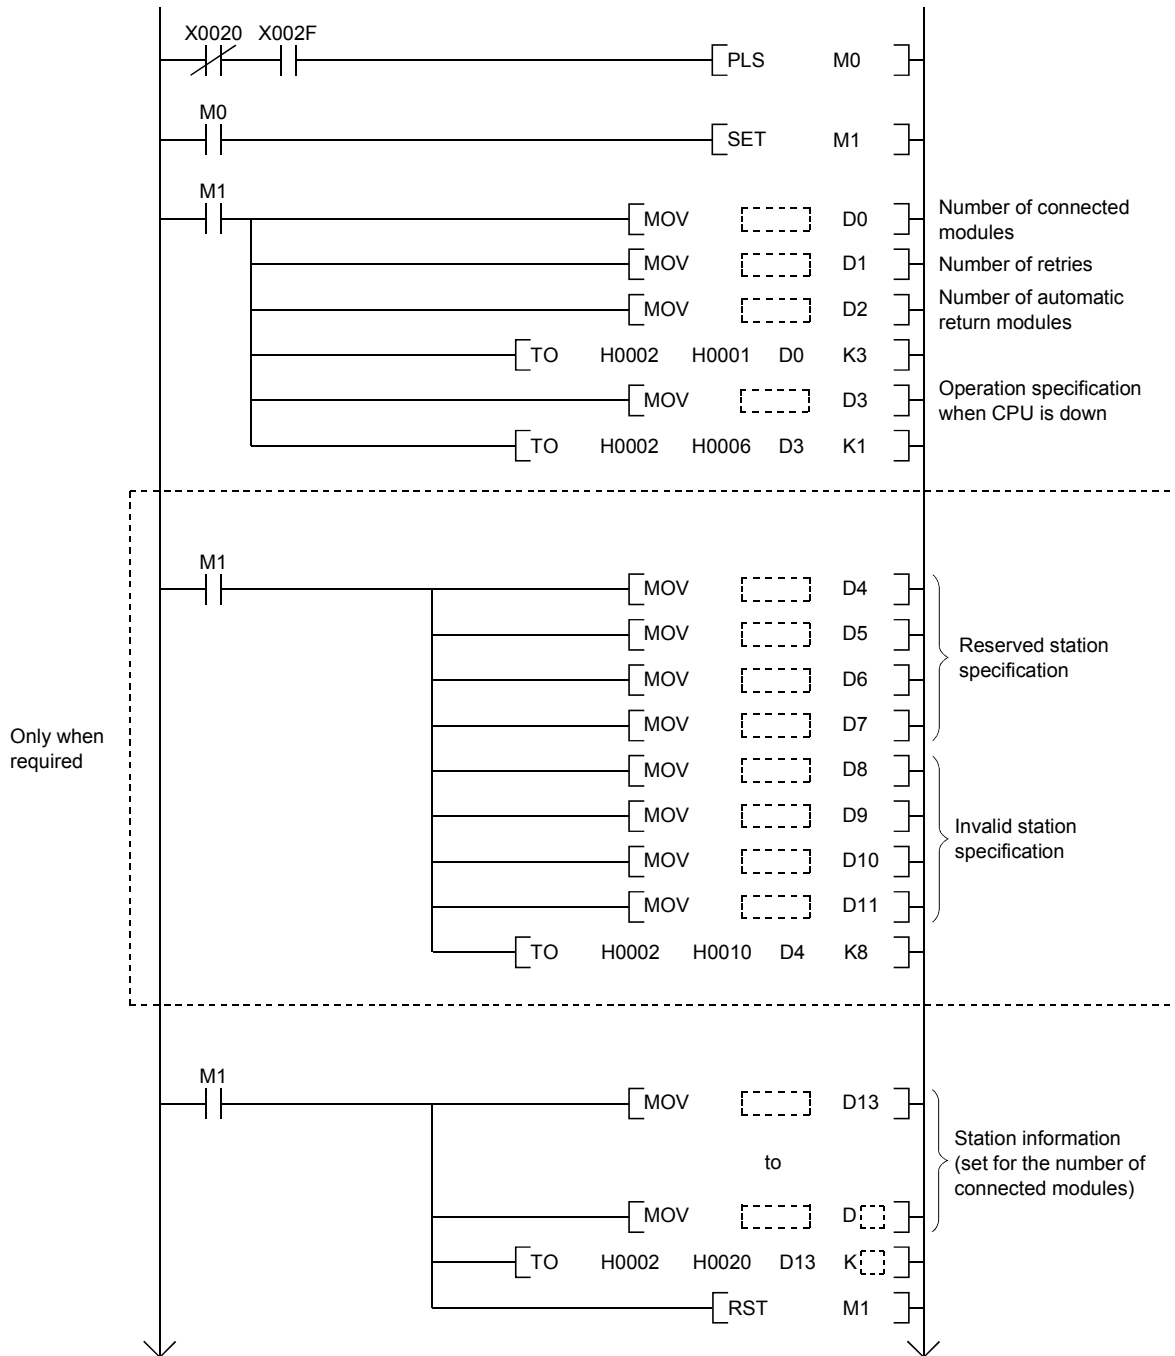 X0020 X002F
PLS M0
M0
SET M1
M1
MOV D0 Number of connected
modules
MOV D1 Number of retries
MOV D2 Number of automatic
return modules
TO H0002 H0001 D0 K3
MOV D3 Operation specification
when CPU is down
TO H0002 H0006 D3 K1
Only when
required
M1
MOV D4
MOV D5
MOV D6
MOV D7
Reserved station
specification
MOV D8
MOV D9
MOV D10
MOV D11
Invalid station
specification
TO H0002 H0010 D4 K8
M1
MOV D13
to
MOV D
Station information
(set for the number of
connected modules)
TO H0002 H0020 D13 K
RST M1